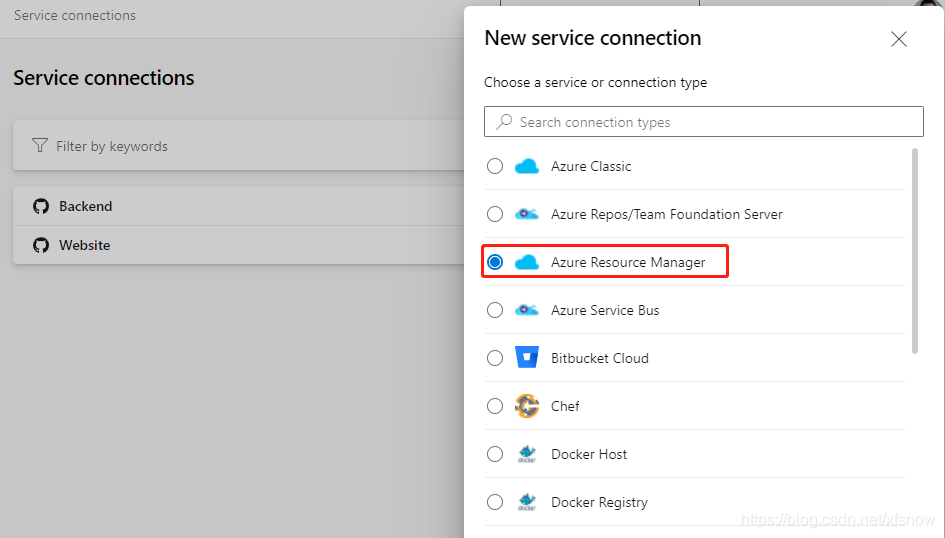 Service connections
Service connections
Filter by keywords
Backend
Website
New service connection
Choose a service or connection type
Search connection types
Azure Classic
Azure Repos/Team Foundation Server
Azure Resource Manager
Azure Service Bus
Bitbucket Cloud
Chef
docker Docker Host
docker Docker Registry
https://blog.csdn.net/xfsnow